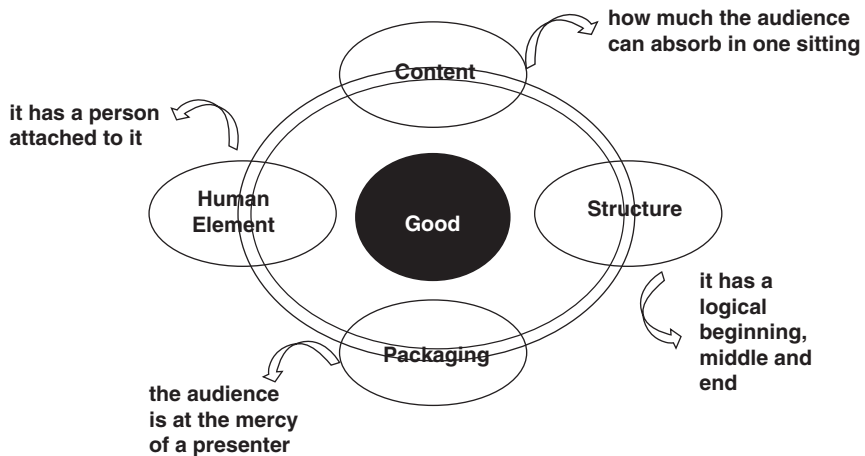 how much the audience
can absorb in one sitting
Content
it has a person
attached to it
Human
Element
Good
Structure
it has a
logical
beginning,
middle and
end
Packaging
the audience
is at the mercy
of a presenter